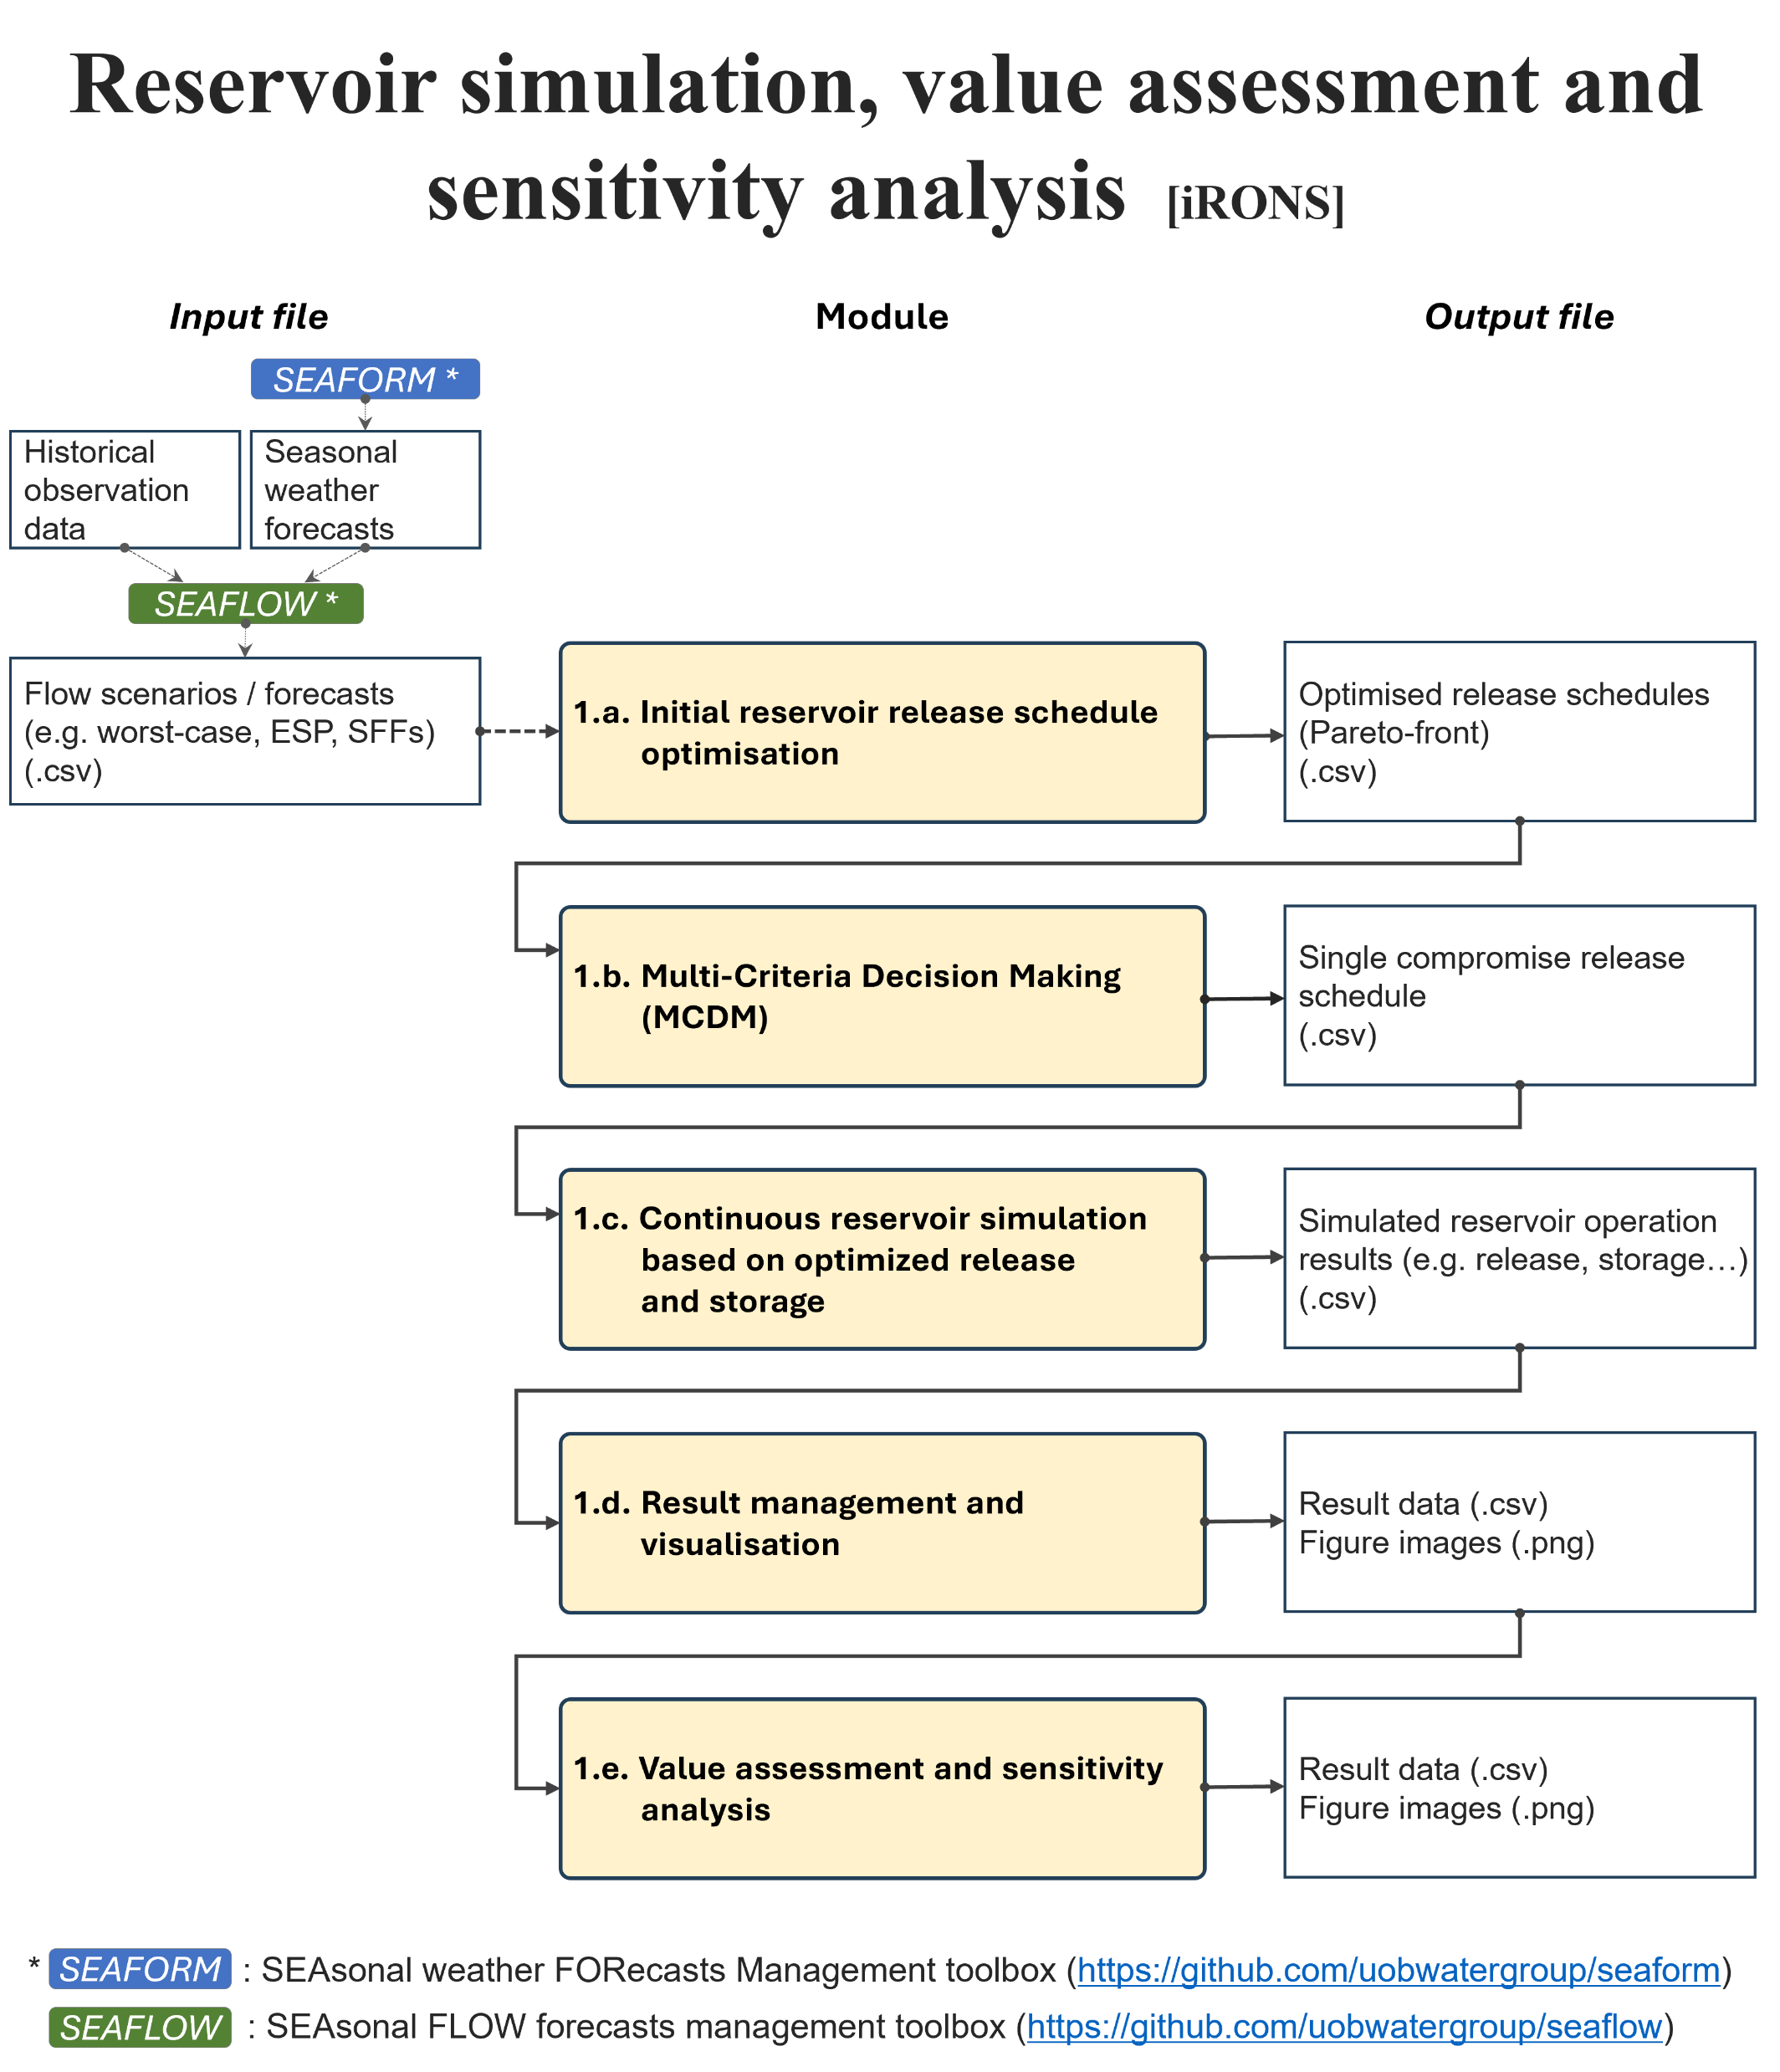 Reservoir simulation, value assessment and
sensitivity analysis [iRONS]
Input file
Module
Output file
SEAFORM *
Historical
observation
data
Seasonal
weather
forecasts
SEAFLOW *
Flow scenarios / forecasts
(e.g. worst-case, ESP, SFFs)
(.csv)
1.a. Initial reservoir release schedule
optimisation
Optimised release schedules
(Pareto-front)
(.csv)
1.b. Multi-Criteria Decision Making
(MCDM)
Single compromise release
schedule
(.csv)
1.c. Continuous reservoir simulation
based on optimized release
and storage
Simulated reservoir operation
results (e.g. release, storage…)
(.csv)
1.d. Result management and
visualisation
Result data (.csv)
Figure images (.png)
1.e. Value assessment and sensitivity
analysis
Result data (.csv)
Figure images (.png)
* SEAFORM : SEAsonal weather FORecasts Management toolbox (https://github.com/uobwatergroup/seaform)
SEAFLOW : SEAsonal FLOW forecasts management toolbox (https://github.com/uobwatergroup/seaflow)